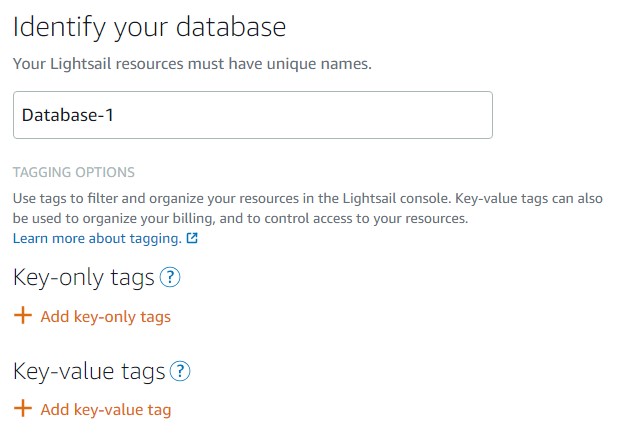 Identify your database
Your Lightsail resources must have unique names.
Database-1
TAGGING OPTIONS
Use tags to filter and organize your resources in the Lightsail console. Key-value tags can also
be used to organize your billing, and to control access to your resources.
Learn more about tagging.
Key-only tags ?
+ Add key-only tags
Key-value tags ?
+ Add key-value tag